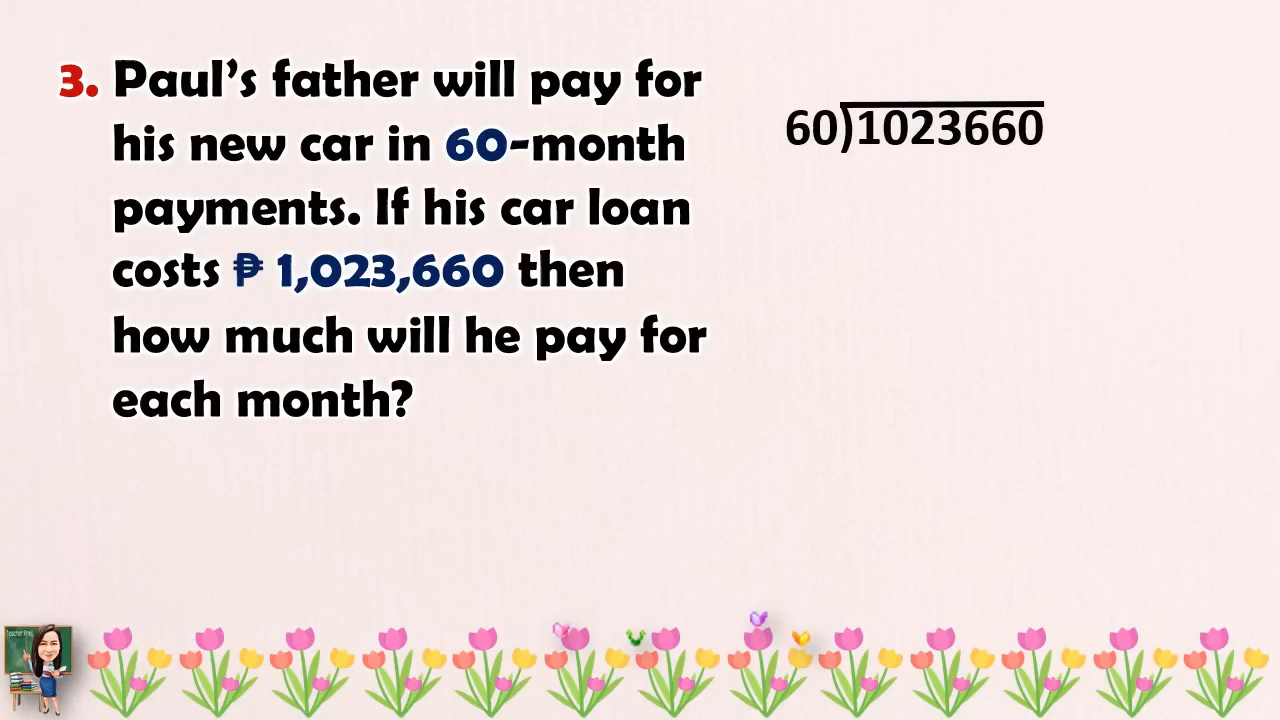 3. Paul's father will pay for
his new car in 60-month
payments. If his car loan
costs ₱ 1,023,660 then
how much will he pay for
each month?
60)1023660